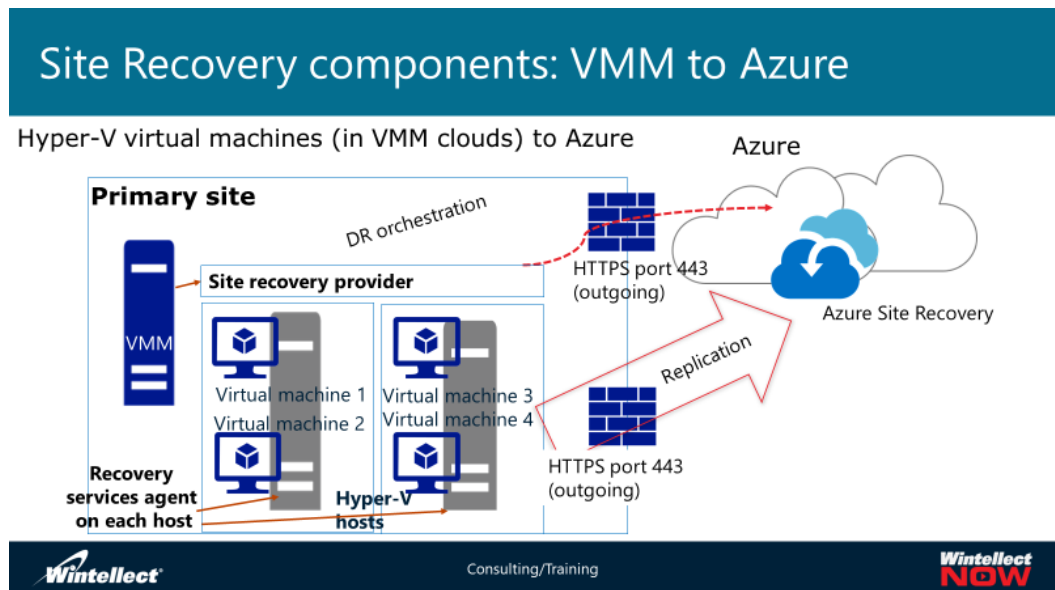 Site Recovery components: VMM to Azure
Hyper-V virtual machines (in VMM clouds) to Azure
Azure
Primary site
DR orchestration
HTTPS port 443
(outgoing)
Site recovery provider
Azure Site Recovery
VMM
Replication
Virtual machine 1
Virtual machine 2
Virtual machine 3
Virtual machine 4
HTTPS port 443
(outgoing)
Recovery
services agent
on each host
Hyper-V
hosts
Wintellect
Consulting/Training
Wintellect
NOW